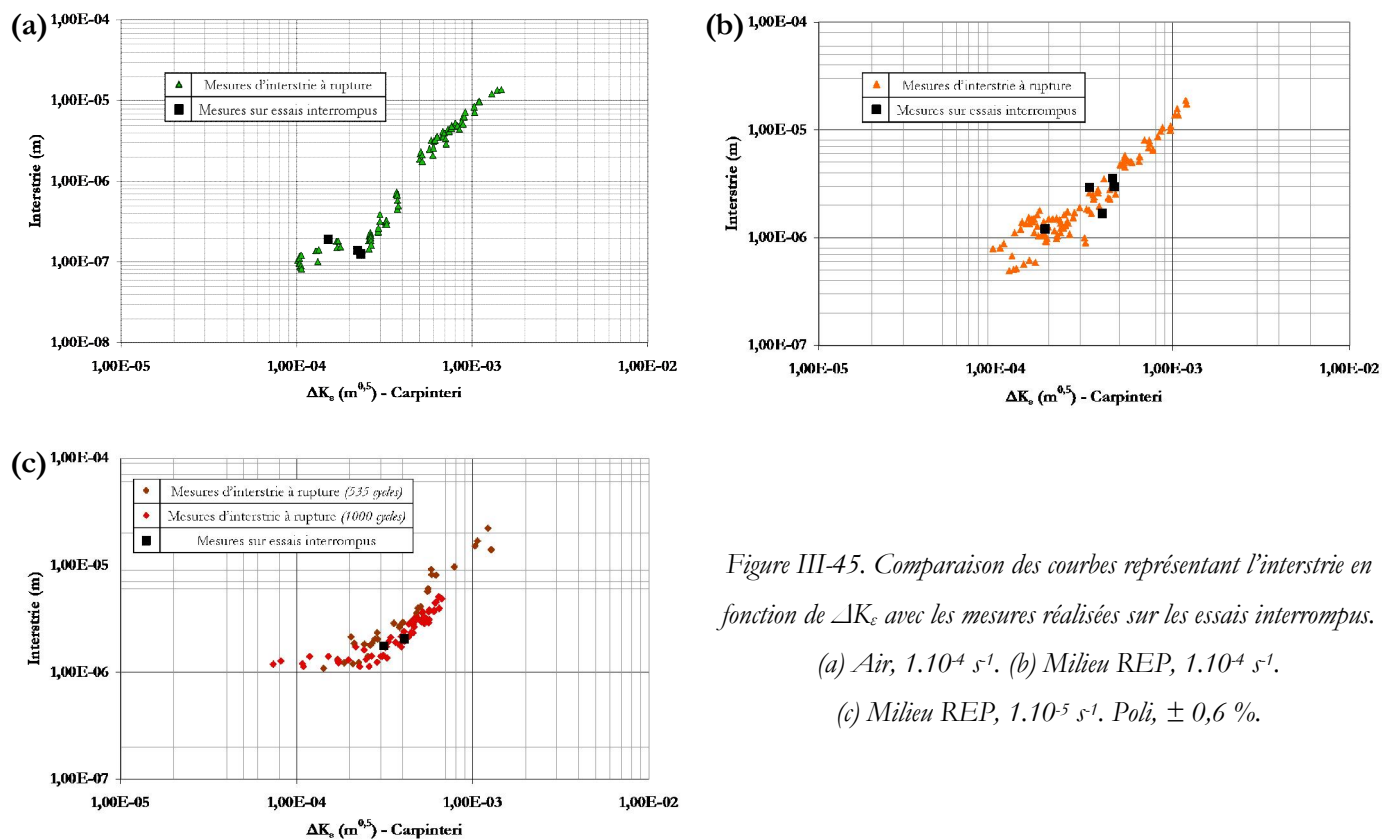 (a)
1,00E-04
1,00E-05
1,00E-06
1,00E-07
1,00E-08
Interstrie (m)
Mesures d'interstrie à rupture
Mesures sur essais interrompus
1,00E-05
1,00E-04
1,00E-03
1,00E-02
ΔKε (m0,5) - Carpinteri
(b)
1,00E-04
1,00E-05
1,00E-06
1,00E-07
Interstrie (m)
Mesures d'interstrie à rupture
Mesures sur essais interrompus
1,00E-05
1,00E-04
1,00E-03
1,00E-02
ΔKε (m0,5) - Carpinteri
(c)
1,00E-04
1,00E-05
1,00E-06
1,00E-07
Interstrie (m)
Mesures d'interstrie à rupture (535 cycles)
Mesures d'interstrie à rupture (1000 cycles)
Mesures sur essais interrompus
1,00E-05
1,00E-04
1,00E-03
1,00E-02
ΔKε (m0,5) - Carpinteri
Figure III-45. Comparaison des courbes représentant l'interstrie en
fonction de ΔKε avec les mesures réalisées sur les essais interrompus.
(a) Air, 1.10-4 s-1. (b) Milieu REP, 1.10-4 s-1.
(c) Milieu REP, 1.10-5 s-1. Poli, ± 0,6 %.